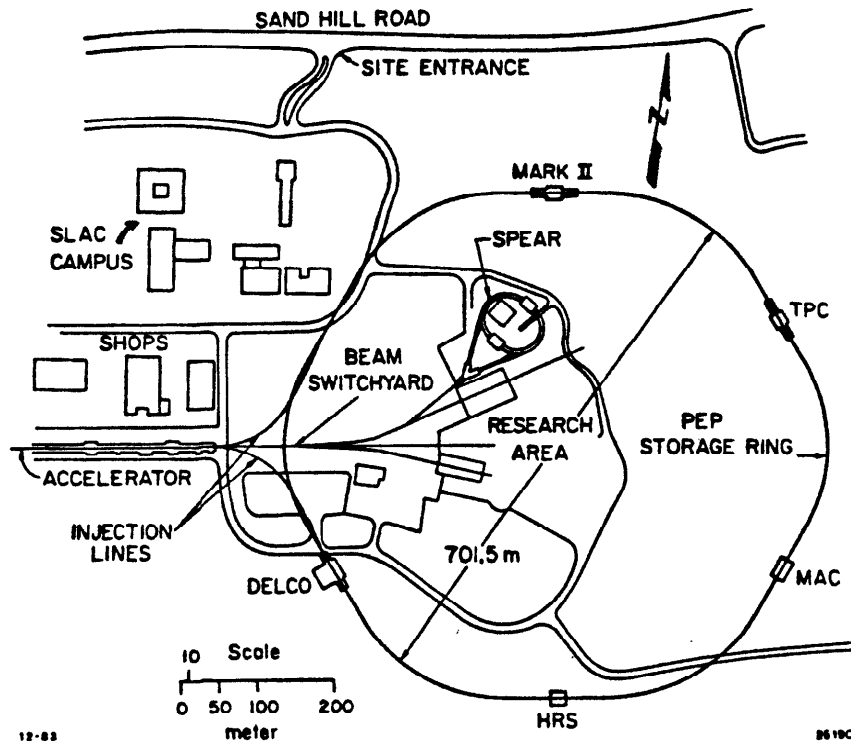 SAND HILL ROAD
SITE ENTRANCE
N
MARK II
SLAC
CAMPUS
SPEAR
TPC
SHOPS
BEAM
SWITCHYARD
RESEARCH
AREA
PEP
STORAGE RING
ACCELERATOR
INJECTION
LINES
701,5 m
DELCO
MAC
10 Scale
0 50 100 200
meter
HRS
12-83